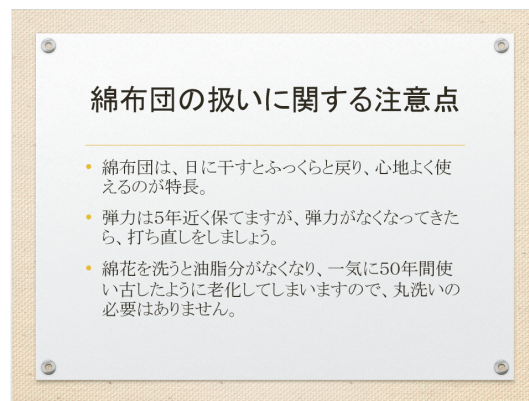 綿布団の扱いに関する注意点
• 綿布団は、日に干すとふっくらと戻り、心地よく使
えるのが特長。
• 弾力は5年近く保てますが、弾力がなくなってきた
ら、打ち直しをしましょう。
• 綿花を洗うと油脂分がなくなり、一気に50年間使
い古したように老化してしまいますので、丸洗いの
必要はありません。